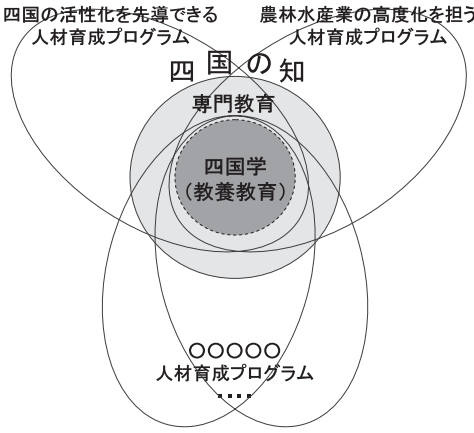 四国の活性化を先導できる
人材育成プログラム
農林水産業の高度化を担う
人材育成プログラム
四国の知
専門教育
四国学
（教養教育）
○○○○○
人材育成プログラム
‥‥